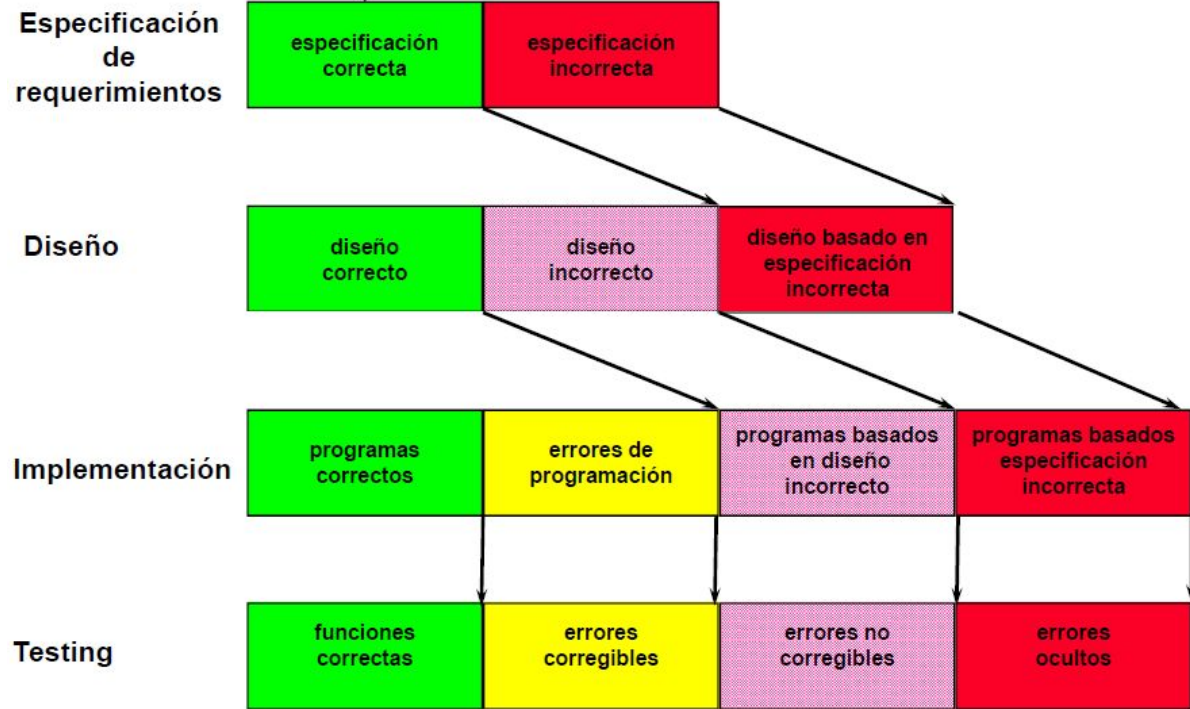 Especificación
de
requerimientos
especificación
correcta
especificación
incorrecta
Diseño
diseño
correcto
diseño
incorrecto
diseño basado en
especificación
incorrecta
Implementación
programas
correctos
errores de
programación
programas basados
en diseño
incorrecto
programas basados
especificación
incorrecta
Testing
funciones
correctas
errores
corregibles
errores no
corregibles
errores
ocultos